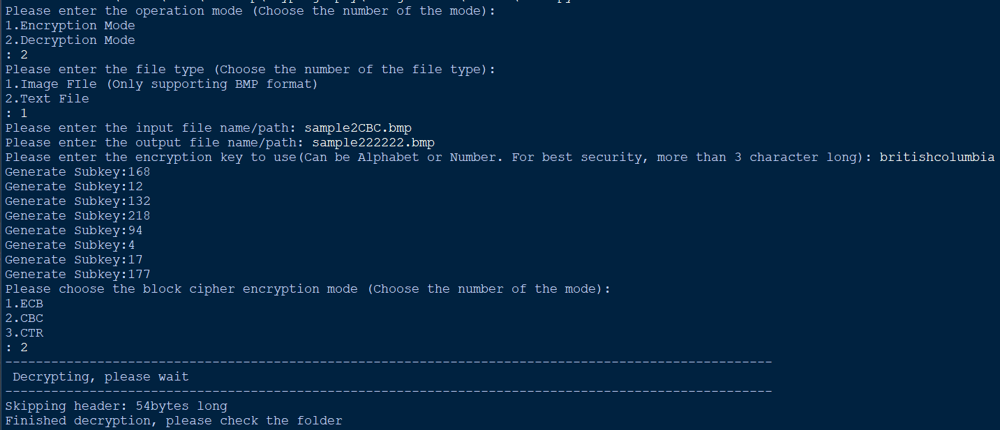 Please enter the operation mode (Choose the number of the mode):
1.Encryption Mode
2.Decryption Mode
: 2
Please enter the file type (Choose the number of the file type):
1.Image FIle (Only supporting BMP format)
2.Text File
: 1
Please enter the input file name/path: sample2CBC.bmp
Please enter the output file name/path: sample222222.bmp
Please enter the encryption key to use(Can be Alphabet or Number. For best security, more than 3 character long): britishcolumbia
Generate Subkey:168
Generate Subkey:12
Generate Subkey:132
Generate Subkey:218
Generate Subkey:94
Generate Subkey:4
Generate Subkey:17
Generate Subkey:177
Please choose the block cipher encryption mode (Choose the number of the mode):
1.ECB
2.CBC
3.CTR
: 2
----------------------------------------------------------------------------------------------------
 Decrypting, please wait
----------------------------------------------------------------------------------------------------
Skipping header: 54bytes long
Finished decryption, please check the folder